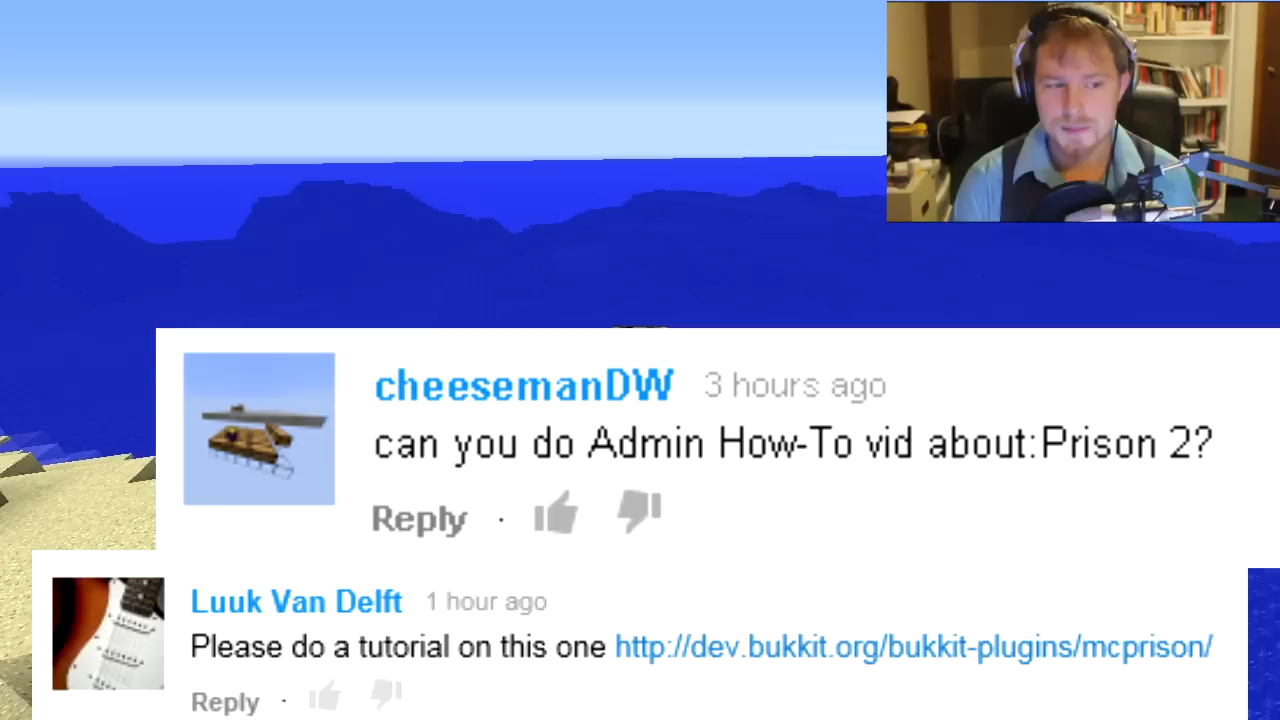 cheesemanDW 3 hours ago
can you do Admin How-To vid about:Prison 2?
Reply ·
Luuk Van Delft 1 hour ago
Please do a tutorial on this one http://dev.bukkit.org/bukkit-plugins/mcprison/
Reply ·